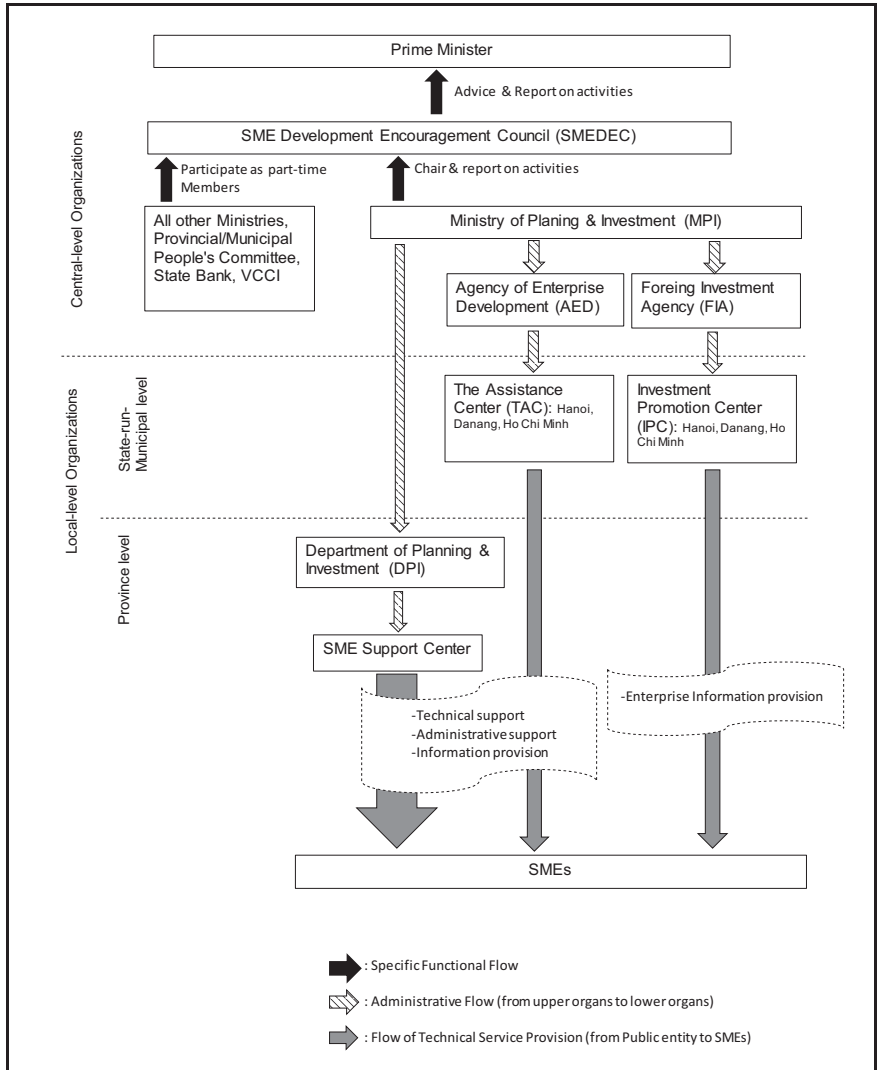 Prime Minister
Advice & Report on activities
SME Development Encouragement Council (SMEDEC)
Participate as part-time
Members
Chair & report on activities
Central-level Organizations
All other Ministries,
Provincial/Municipal
People's Committee,
State Bank, VCCI
Ministry of Planing & Investment (MPI)
Agency of Enterprise
Development (AED)
Foreing Investment
Agency (FIA)
Local-level Organizations
State-run-
Municipal level
The Assistance
Center (TAC): Hanoi,
Danang, Ho Chi Minh
Investment
Promotion Center
(IPC): Hanoi, Danang, Ho
Chi Minh
Province level
Department of Planning &
Investment (DPI)
SME Support Center
-Technical support
-Administrative support
-Information provision
-Enterprise Information provision
SMEs
: Specific Functional Flow
: Administrative Flow (from upper organs to lower organs)
: Flow of Technical Service Provision (from Public entity to SMEs)